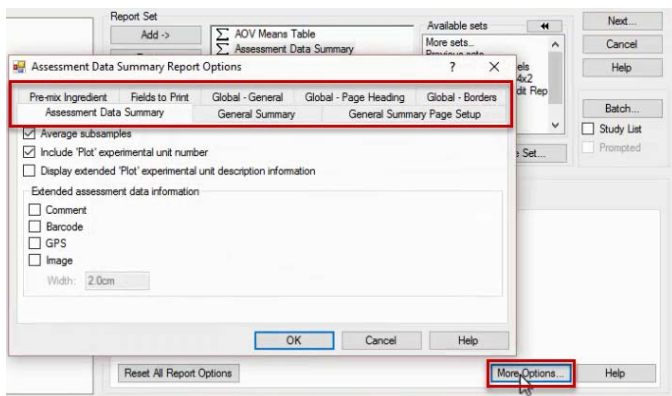 Report Set
Add ->
AOV Means Table
Assessment Data Summary
Available sets
More sets...
Next...
Cancel
Help
Batch...
Study List
Prompted
Assessment Data Summary Report Options ? X
Pre-mix Ingredient Fields to Print Global - General Global - Page Heading Global - Borders
Assessment Data Summary General Summary General Summary Page Setup
Average subsamples
Include 'Plot' experimental unit number
Display extended 'Plot' experimental unit description information
Extended assessment data information
Comment
Barcode
GPS
Image
Width: 2.0cm
OK Cancel Help
Reset All Report Options More Options... Help